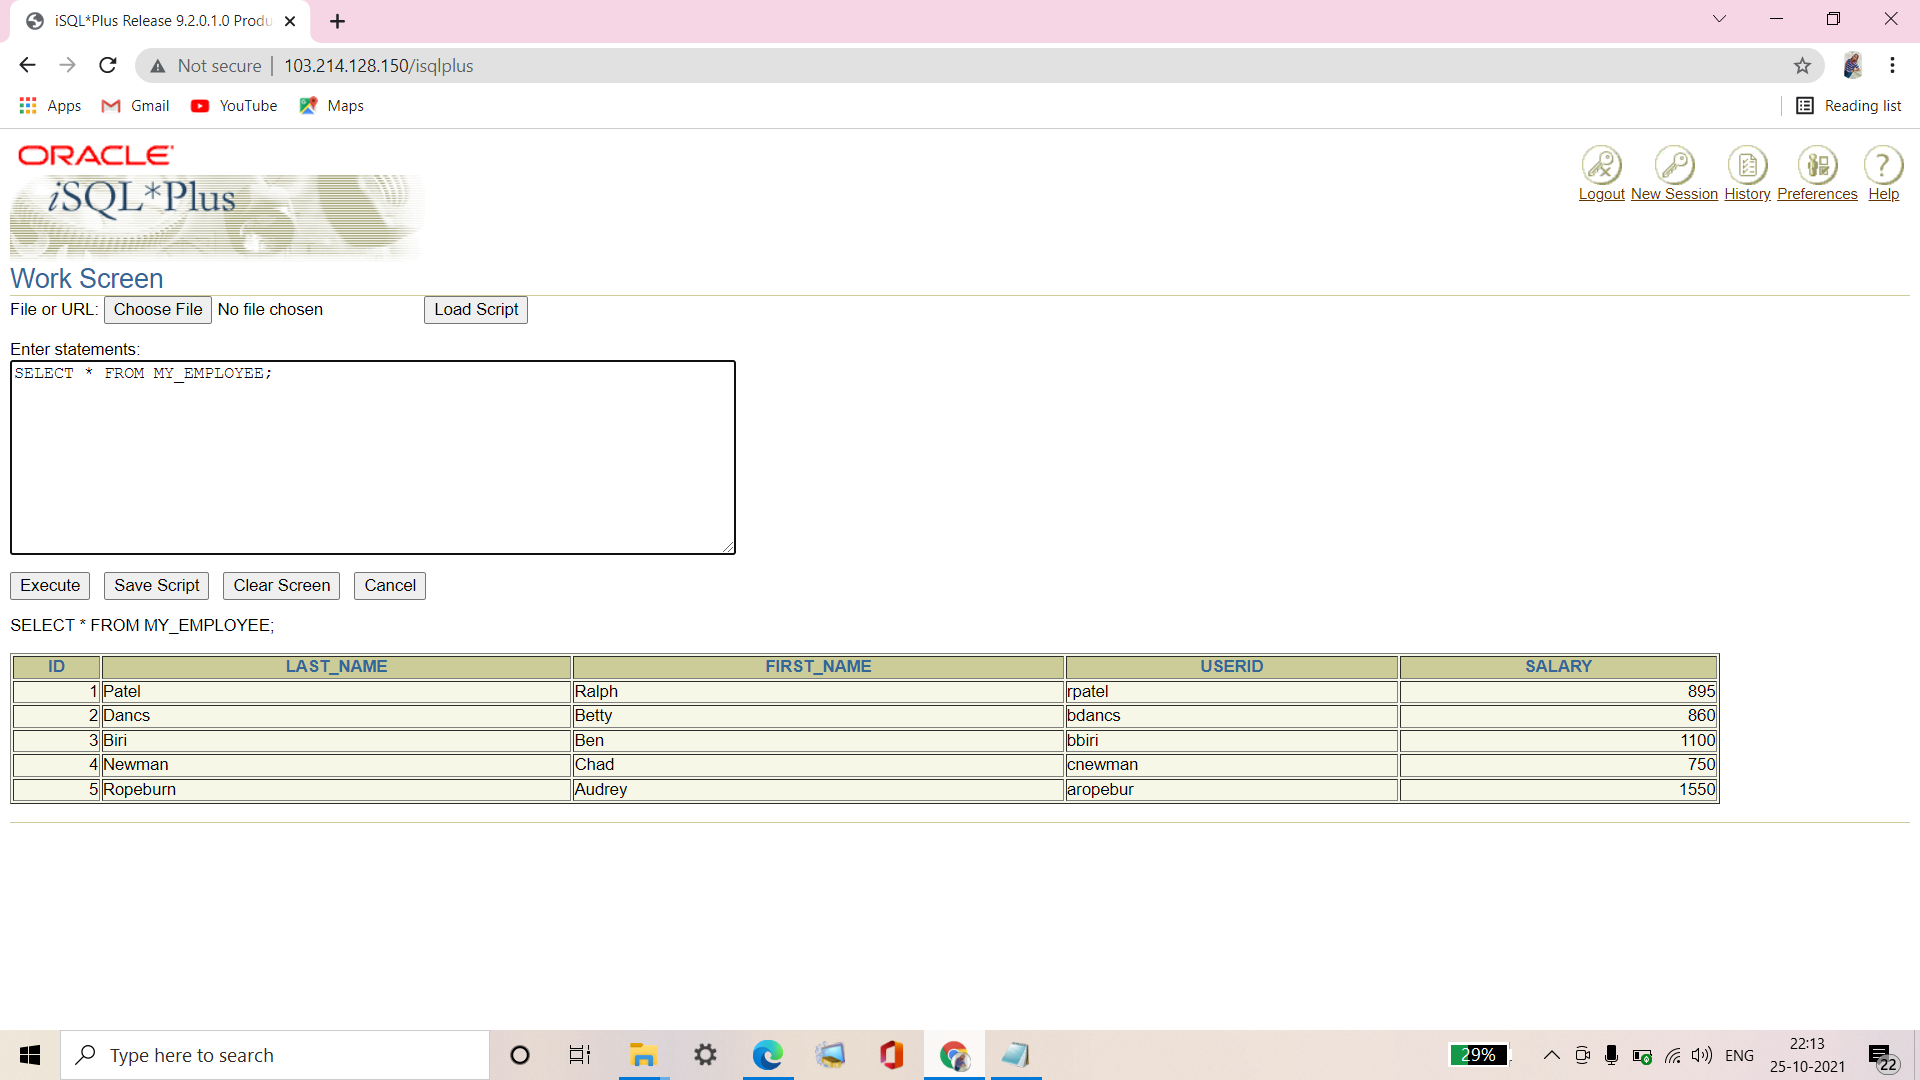 iSQL*Plus Release 9.2.0.1.0 Produ
Not secure | 103.214.128.150/isqlplus
Apps Gmail YouTube Maps Reading list
ORACLE
iSQL*Plus
Logout New Session History Preferences Help
Work Screen
File or URL: Choose File No file chosen Load Script
Enter statements:
SELECT * FROM MY_EMPLOYEE;
Execute Save Script Clear Screen Cancel
SELECT * FROM MY_EMPLOYEE;
ID LAST_NAME FIRST_NAME USERID SALARY
1 Patel Ralph rpatel 895
2 Dancs Betty bdancs 860
3 Biri Ben bbiri 1100
4 Newman Chad cnewman 750
5 Ropeburn Audrey aropebur 1550
Type here to search 29% ENG 22:13
25-10-2021 22